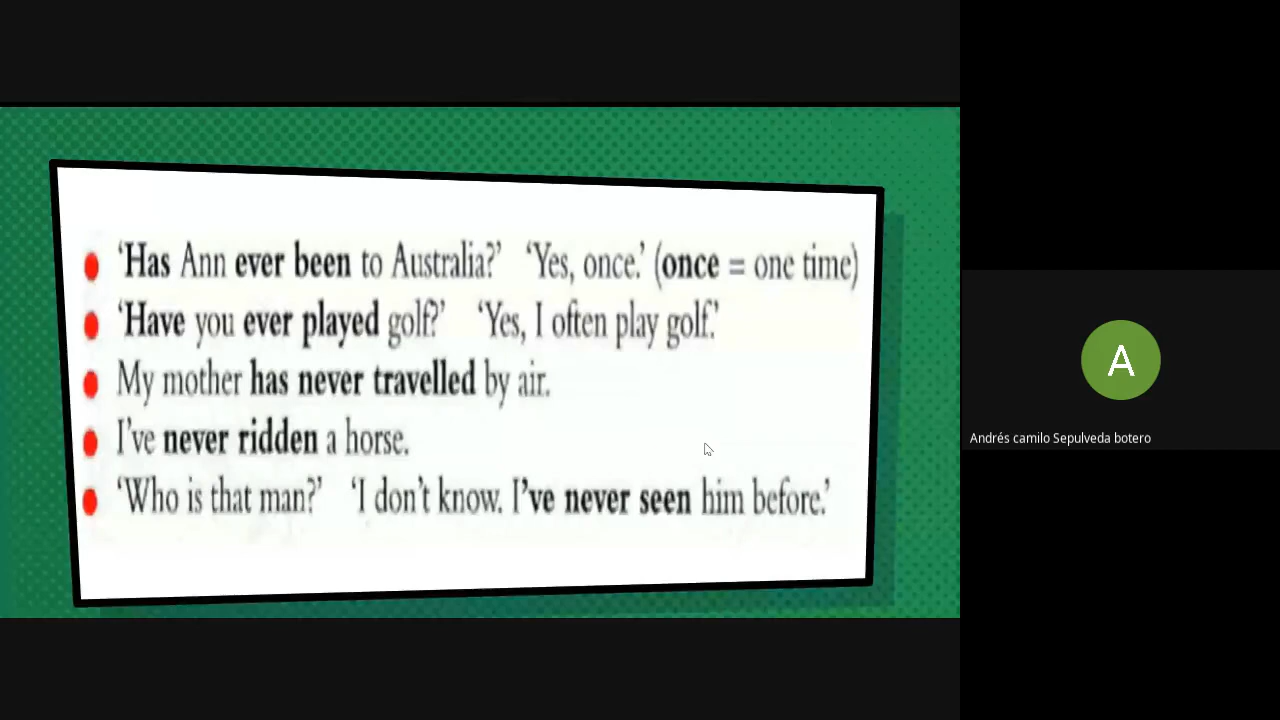 ‘Has Ann ever been to Australia?’ ‘Yes, once.’ (once = one time)
‘Have you ever played golf?’ ‘Yes, I often play golf.’
My mother has never travelled by air.
I’ve never ridden a horse.
‘Who is that man?’ ‘I don’t know. I’ve never seen him before.’
A
Andrés camilo Sepulveda botero